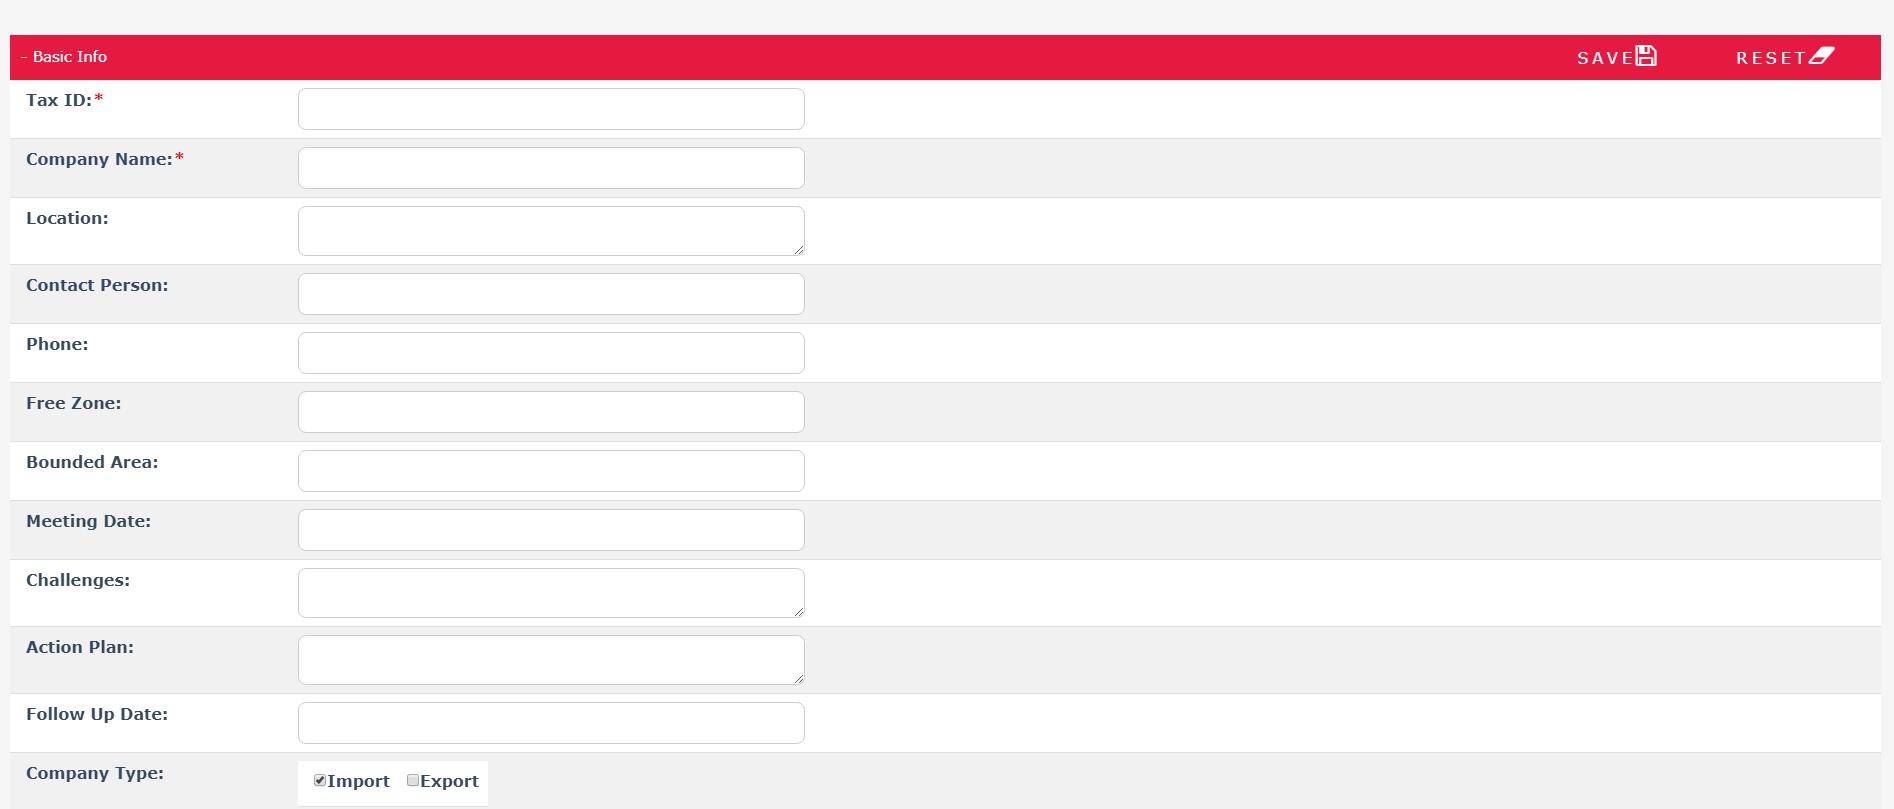 - Basic Info SAVE RESET
Tax ID:*
Company Name:*
Location:
Contact Person:
Phone:
Free Zone:
Bounded Area:
Meeting Date:
Challenges:
Action Plan:
Follow Up Date:
Company Type: Import Export